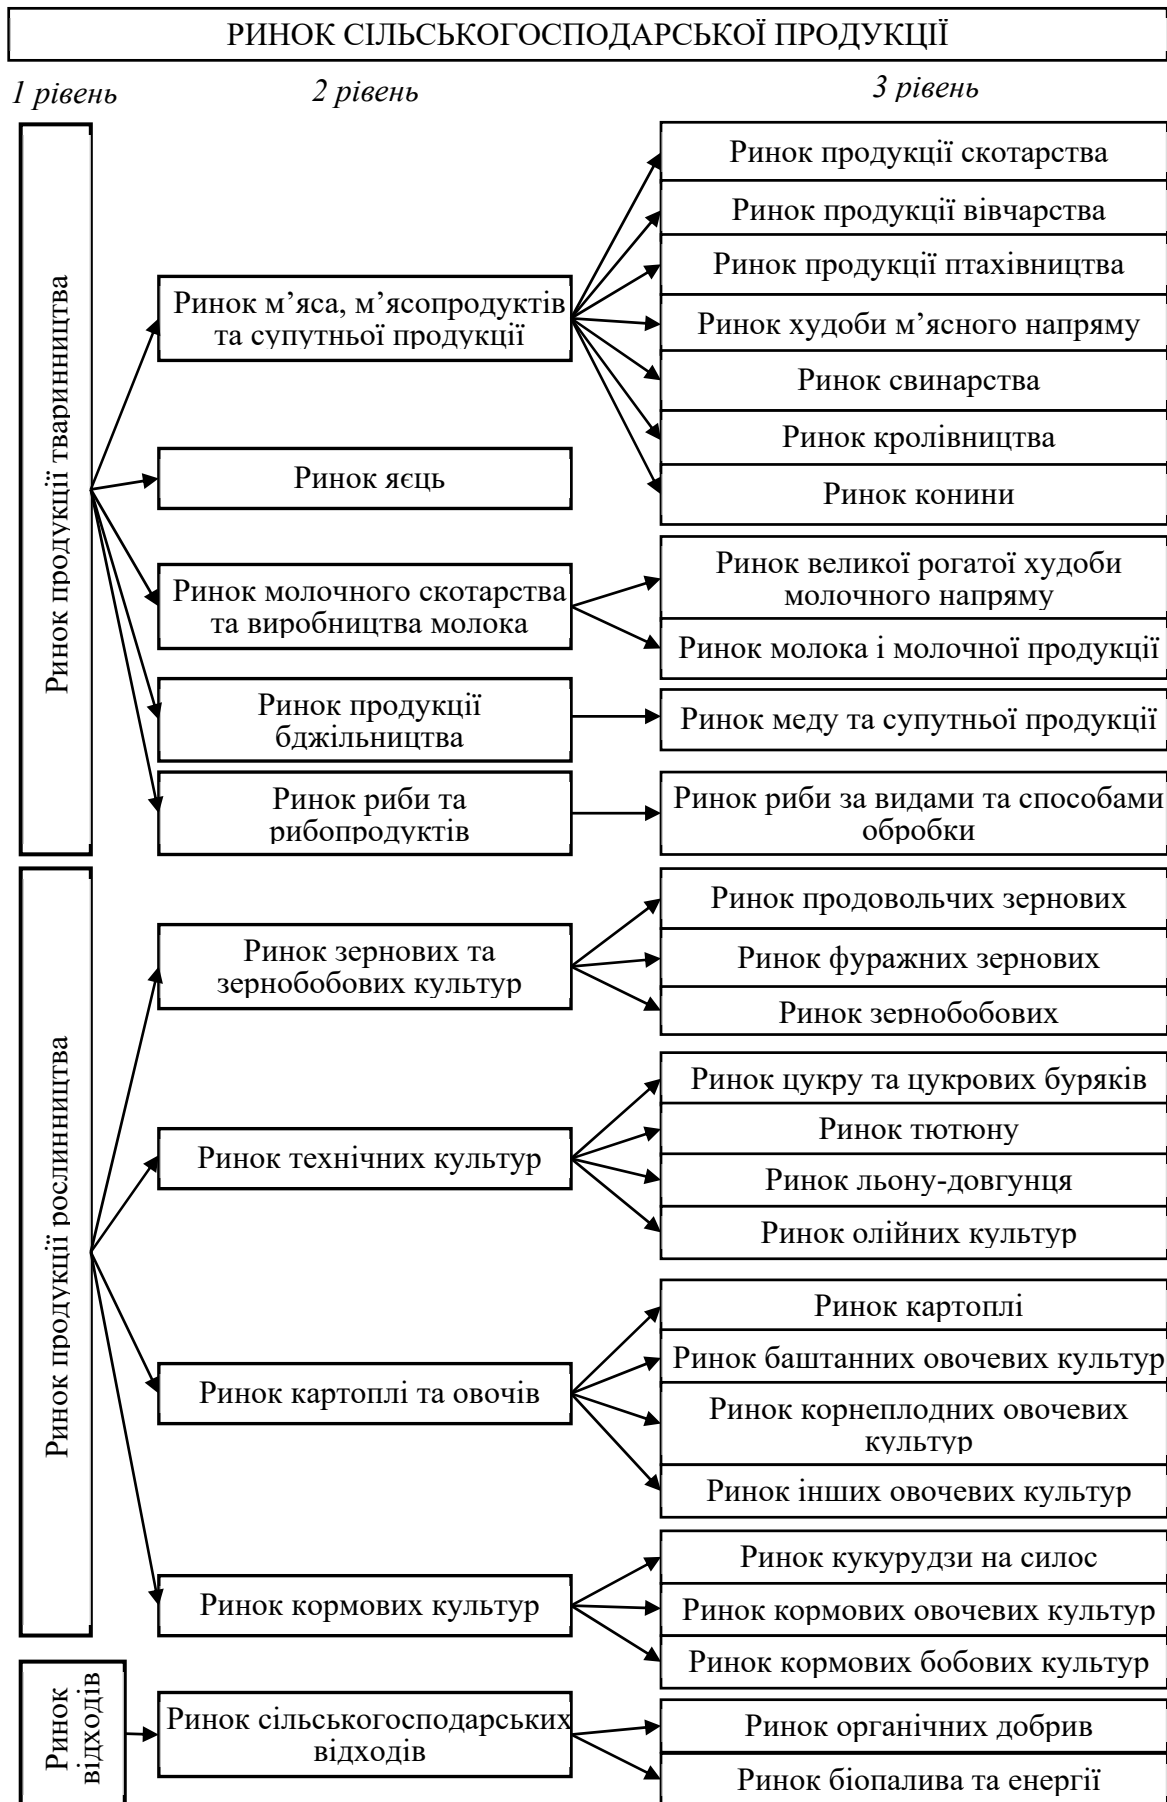 РИНОК СІЛЬСЬКОГОСПОДАРСЬКОЇ ПРОДУКЦІЇ
1 рівень
2 рівень
3 рівень
Ринок продукції тваринництва
Ринок м’яса, м’ясопродуктів
та супутньої продукції
Ринок продукції скотарства
Ринок продукції вівчарства
Ринок продукції птахівництва
Ринок худоби м’ясного напряму
Ринок свинарства
Ринок кролівництва
Ринок конини
Ринок яєць
Ринок молочного скотарства
та виробництва молока
Ринок великої рогатої худоби
молочного напряму
Ринок молока і молочної продукції
Ринок продукції
бджільництва
Ринок меду та супутньої продукції
Ринок риби та
рибопродуктів
Ринок риби за видами та способами
обробки
Ринок продукції рослинництва
Ринок зернових та
зернобобових культур
Ринок продовольчих зернових
Ринок фуражних зернових
Ринок зернобобових
Ринок технічних культур
Ринок цукру та цукрових буряків
Ринок тютюну
Ринок льону-довгунця
Ринок олійних культур
Ринок картоплі та овочів
Ринок картоплі
Ринок баштанних овочевих культур
Ринок корнеплодних овочевих
культур
Ринок інших овочевих культур
Ринок кормових культур
Ринок кукурудзи на силос
Ринок кормових овочевих культур
Ринок кормових бобових культур
Ринок
відходів
Ринок сільськогосподарських
відходів
Ринок органічних добрив
Ринок біопалива та енергії